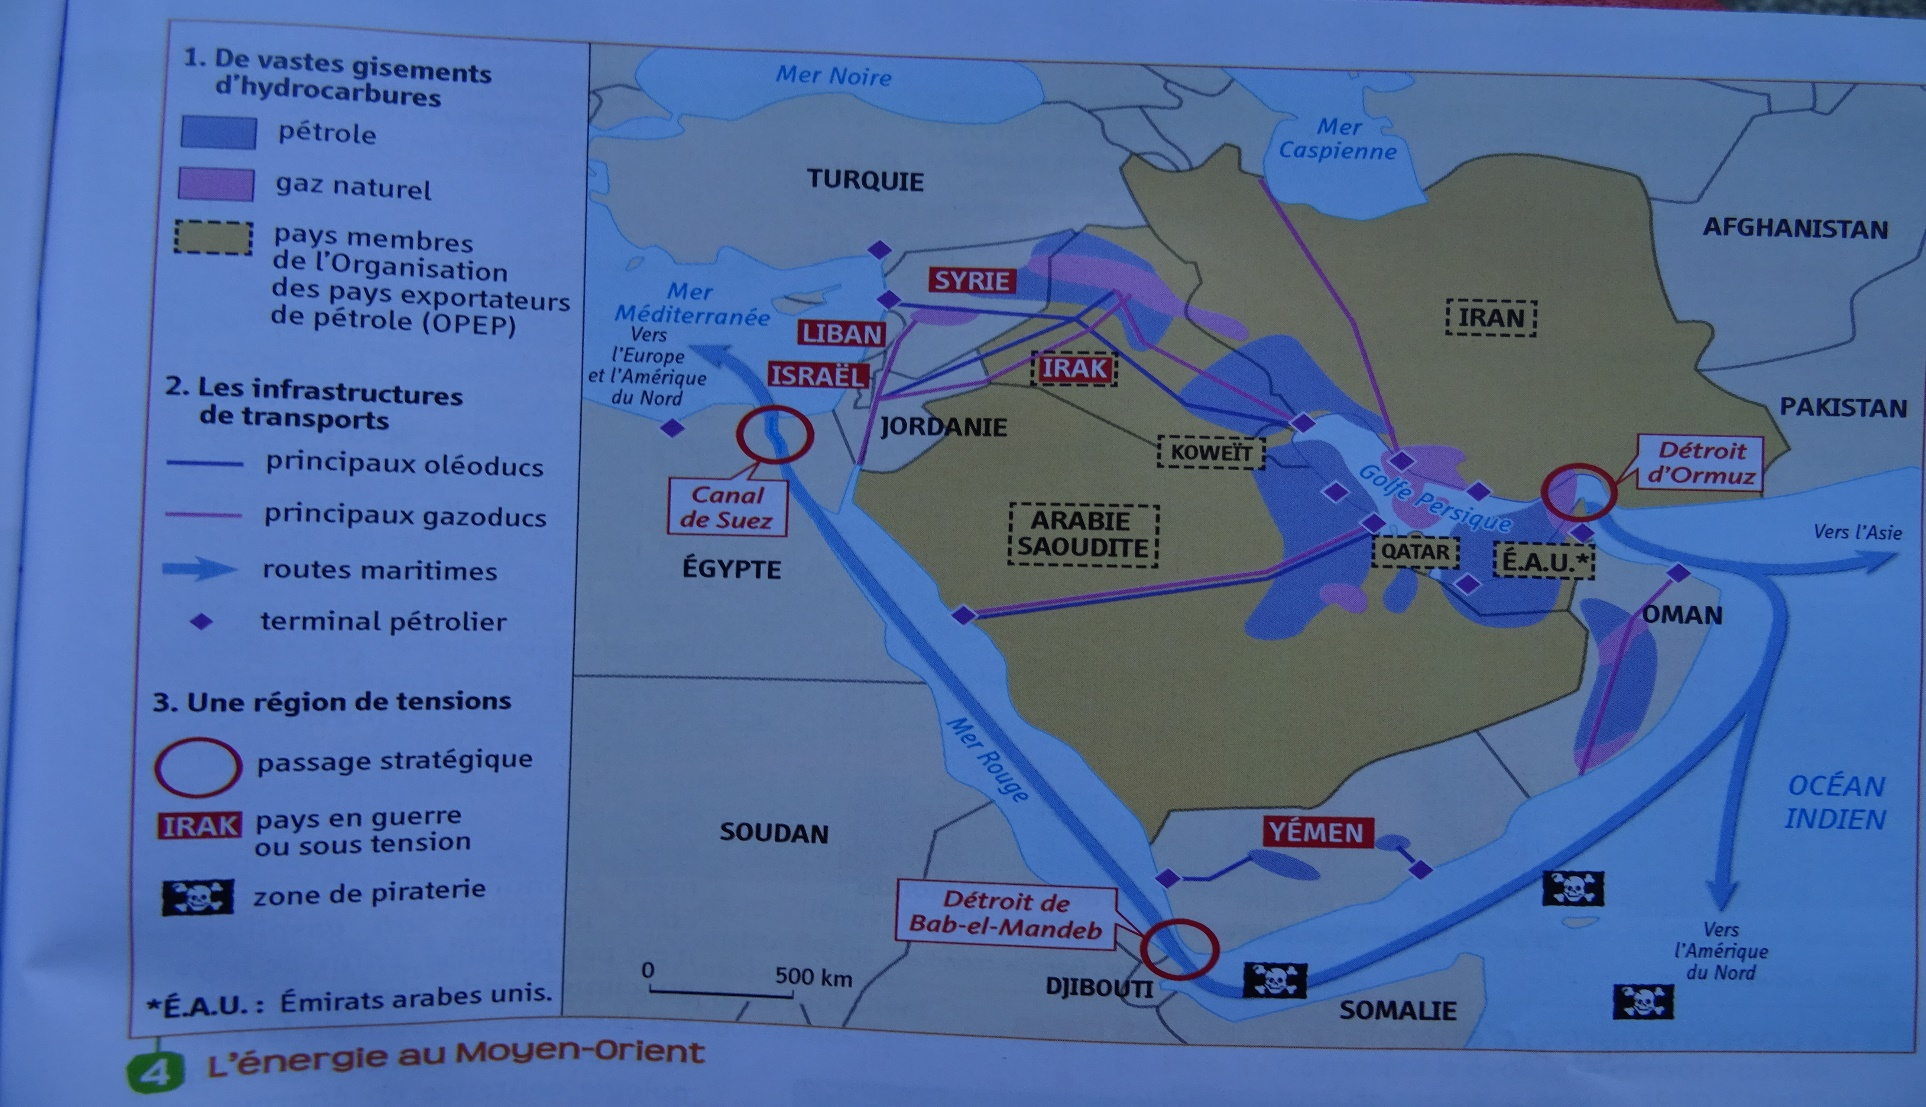 1. De vastes gisements
d'hydrocarbures
pétrole
gaz naturel
pays membres
de l'Organisation
des pays exportateurs
de pétrole (OPEP)
2. Les infrastructures
de transports
principaux oléoducs
principaux gazoducs
routes maritimes
terminal pétrolier
3. Une région de tensions
passage stratégique
IRAK
pays en guerre
ou sous tension
zone de piraterie
*É.A.U. : Émirats arabes unis.
Mer Noire
Mer
Caspienne
TURQUIE
AFGHANISTAN
SYRIE
Mer
Méditerranée
LIBAN
IRAN
Vers
l'Europe
et l'Amérique
du Nord
ISRAËL
IRAK
PAKISTAN
JORDANIE
KOWEÏT
Détroit
d'Ormuz
Golfe Persique
Canal
de Suez
ARABIE
SAOUDITE
Vers l'Asie
QATAR
É.A.U.*
ÉGYPTE
OMAN
Mer Rouge
OCÉAN
INDIEN
SOUDAN
YÉMEN
Détroit de
Bab-el-Mandeb
Vers
l'Amérique
du Nord
0
500 km
DJIBOUTI
SOMALIE
4 L'énergie au Moyen-Orient